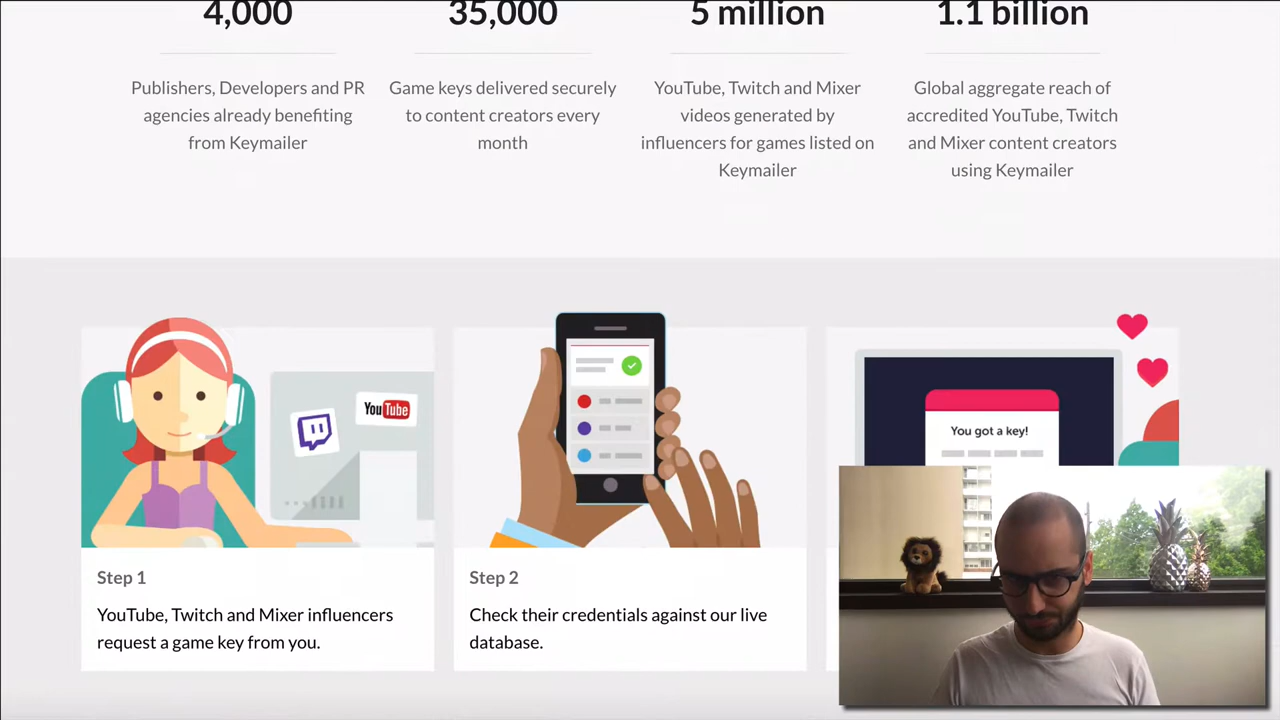 4,000
35,000
5 million
1.1 billion
Publishers, Developers and PR
agencies already benefiting
from Keymailer
Game keys delivered securely
to content creators every
month
YouTube, Twitch and Mixer
videos generated by
influencers for games listed on
Keymailer
Global aggregate reach of
accredited YouTube, Twitch
and Mixer content creators
using Keymailer
YouTube
You got a key!
Step 1
YouTube, Twitch and Mixer influencers
request a game key from you.
Step 2
Check their credentials against our live
database.